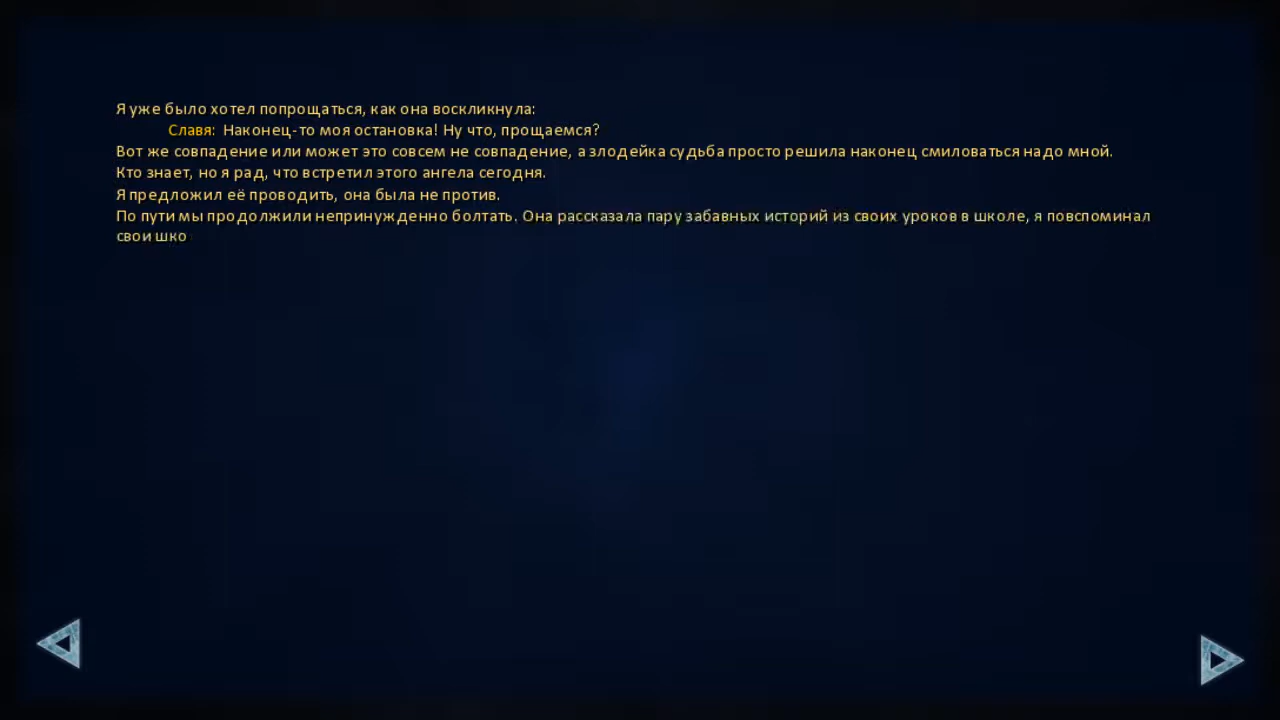 Я уже было хотел попрощаться, как она воскликнула:
Славя: Наконец-то моя остановка! Ну что, прощаемся?
Вот же совпадение или может это совсем не совпадение, а злодейка судьба просто решила наконец смиловаться надо мной.
Кто знает, но я рад, что встретил этого ангела сегодня.
Я предложил её проводить, она была не против.
По пути мы продолжили непринужденно болтать. Она рассказала пару забавных историй из своих уроков в школе, я повспоминал
свои шко